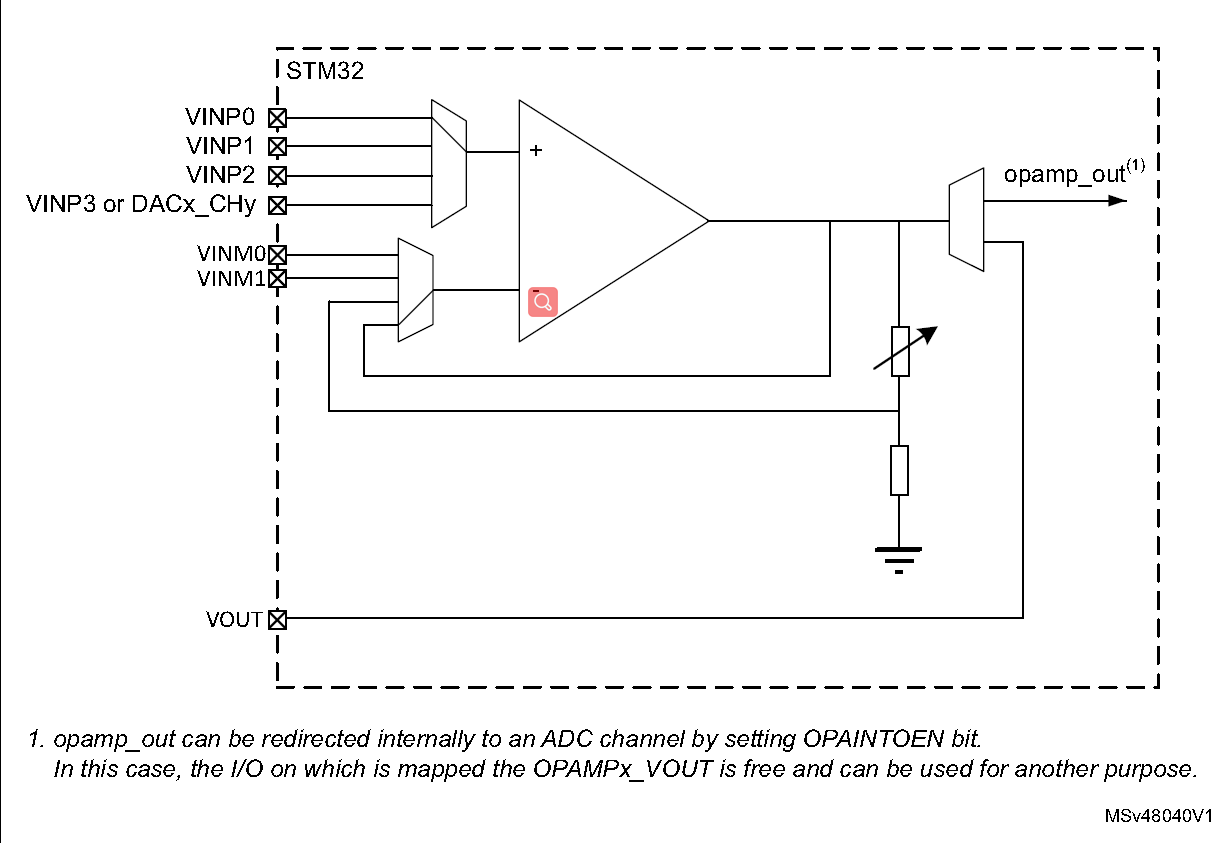 STM32
VINP0
VINP1
VINP2
VINP3 or DACx_CHy
VINM0
VINM1
+
-
opamp_out(1)
VOUT
1. opamp_out can be redirected internally to an ADC channel by setting OPAINTOEN bit.
In this case, the I/O on which is mapped the OPAMPx_VOUT is free and can be used for another purpose.
MSv48040V1